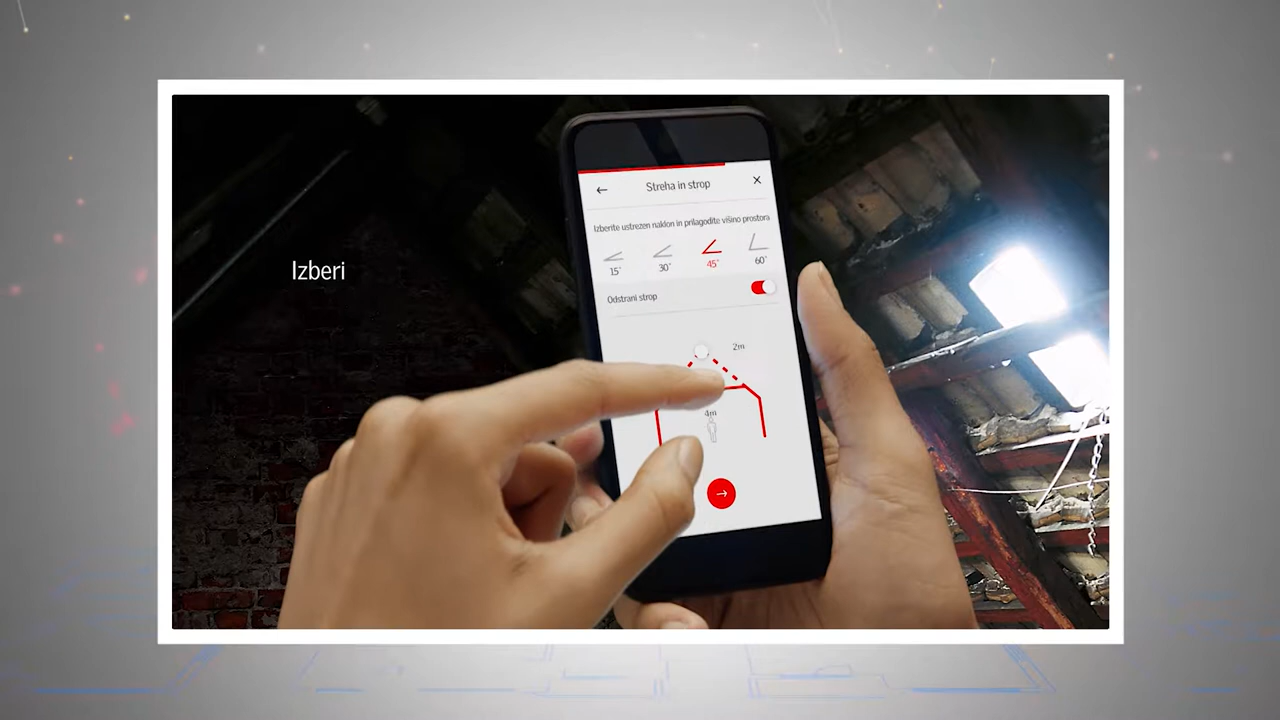 Izberi
Streha in strop
Izberite ustrezen naklon in prilagodite višino prostora
15° 30° 45° 60°
Odstrani strop
2m
4m